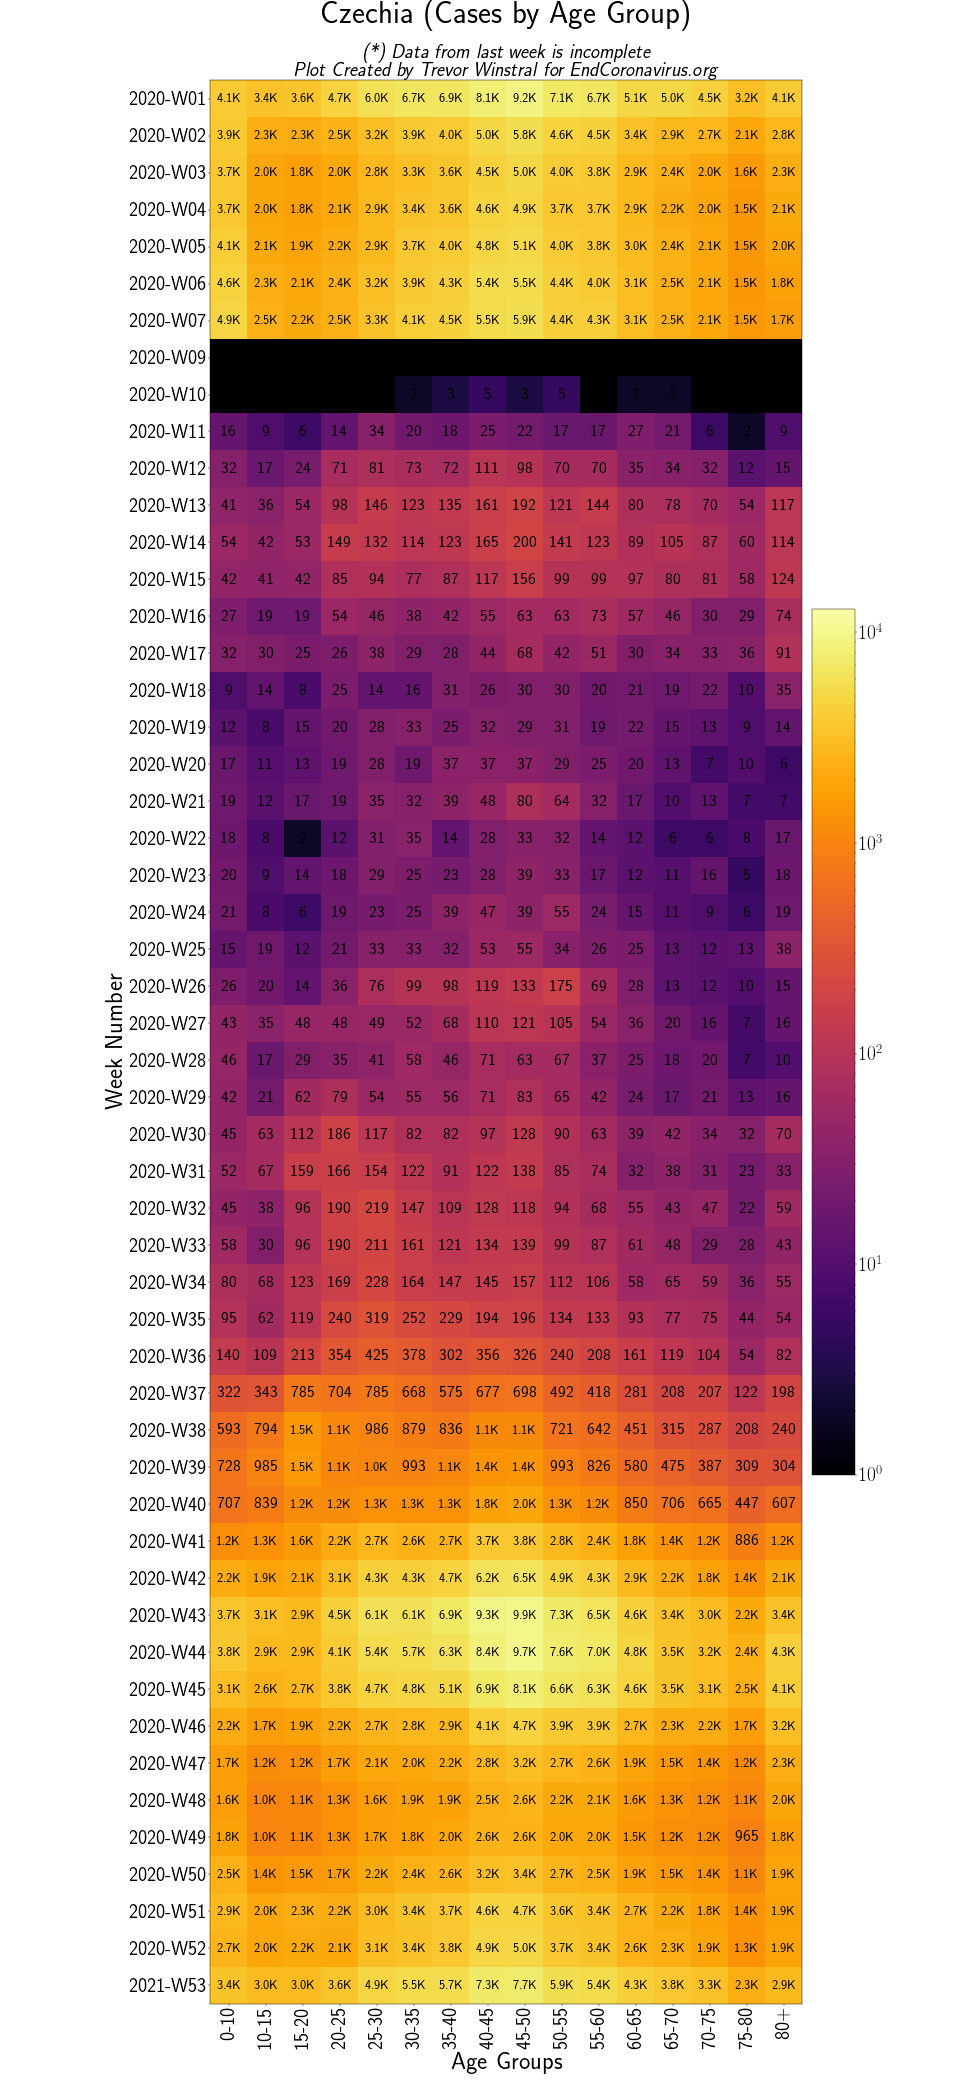 Czechia (Cases by Age Group)
(*) Data from last week is incomplete
Plot Created by Trevor Winstral for EndCoronavirus.org
2020-W01 4.1K 3.4K 3.6K 4.7K 6.0K 6.7K 6.9K 8.1K 9.2K 7.1K 6.7K 5.1K 5.0K 4.5K 3.2K 4.1K
2020-W02 3.9K 2.3K 2.3K 2.5K 3.2K 3.9K 4.0K 5.0K 5.8K 4.6K 4.5K 3.4K 2.9K 2.7K 2.1K 2.8K
2020-W03 3.7K 2.0K 1.8K 2.0K 2.8K 3.3K 3.6K 4.5K 5.0K 4.0K 3.8K 2.9K 2.4K 2.0K 1.6K 2.3K
2020-W04 3.7K 2.0K 1.8K 2.1K 2.9K 3.4K 3.6K 4.6K 4.9K 3.7K 3.7K 2.9K 2.2K 2.0K 1.5K 2.1K
2020-W05 4.1K 2.1K 1.9K 2.2K 2.9K 3.7K 4.0K 4.8K 5.1K 4.0K 3.8K 3.0K 2.4K 2.1K 1.5K 2.0K
2020-W06 4.6K 2.3K 2.1K 2.4K 3.2K 3.9K 4.3K 5.4K 5.5K 4.4K 4.0K 3.1K 2.5K 2.1K 1.5K 1.8K
2020-W07 4.9K 2.5K 2.2K 2.5K 3.3K 4.1K 4.5K 5.5K 5.9K 4.4K 4.3K 3.1K 2.5K 2.1K 1.5K 1.7K
2020-W09
2020-W10 2 3 5 3 5 2 2
2020-W11 16 9 6 14 34 20 18 25 22 17 17 27 21 6 2 9
2020-W12 32 17 24 71 81 73 72 111 98 70 70 35 34 32 12 15
2020-W13 41 36 54 98 146 123 135 161 192 121 144 80 78 70 54 117
2020-W14 54 42 53 149 132 114 123 165 200 141 123 89 105 87 60 114
2020-W15 42 41 42 85 94 77 87 117 156 99 99 97 80 81 58 124
2020-W16 27 19 19 54 46 38 42 55 63 63 73 57 46 30 29 74
2020-W17 32 30 25 26 38 29 28 44 68 42 51 30 34 33 36 91
2020-W18 9 14 8 25 14 16 31 26 30 30 20 21 19 22 10 35
2020-W19 12 8 15 20 28 33 25 32 29 31 19 22 15 13 9 14
2020-W20 17 11 13 19 28 19 37 37 37 29 25 20 13 7 10 6
2020-W21 19 12 17 19 35 32 39 48 80 64 32 17 10 13 7 7
2020-W22 18 8 2 12 31 35 14 28 33 32 14 12 6 6 8 17
2020-W23 20 9 14 18 29 25 23 28 39 33 17 12 11 16 5 18
2020-W24 21 8 6 19 23 25 39 47 39 55 24 15 11 9 6 19
2020-W25 15 19 12 21 33 33 32 53 55 34 26 25 13 12 13 38
2020-W26 26 20 14 36 76 99 98 119 133 175 69 28 13 12 10 15
2020-W27 43 35 48 48 49 52 68 110 121 105 54 36 20 16 7 16
2020-W28 46 17 29 35 41 58 46 71 63 67 37 25 18 20 7 10
2020-W29 42 21 62 79 54 55 56 71 83 65 42 24 17 21 13 16
2020-W30 45 63 112 186 117 82 82 97 128 90 63 39 42 34 32 70
2020-W31 52 67 159 166 154 122 91 122 138 85 74 32 38 31 23 33
2020-W32 45 38 96 190 219 147 109 128 118 94 68 55 43 47 22 59
2020-W33 58 30 96 190 211 161 121 134 139 99 87 61 48 29 28 43
2020-W34 80 68 123 169 228 164 147 145 157 112 106 58 65 59 36 55
2020-W35 95 62 119 240 319 252 229 194 196 134 133 93 77 75 44 54
2020-W36 140 109 213 354 425 378 302 356 326 240 208 161 119 104 54 82
2020-W37 322 343 785 704 785 668 575 677 698 492 418 281 208 207 122 198
2020-W38 593 794 1.5K 1.1K 986 879 836 1.1K 1.1K 721 642 451 315 287 208 240
2020-W39 728 985 1.5K 1.1K 1.0K 993 1.1K 1.4K 1.4K 993 826 580 475 387 309 304
2020-W40 707 839 1.2K 1.2K 1.3K 1.3K 1.3K 1.8K 2.0K 1.3K 1.2K 850 706 665 447 607
2020-W41 1.2K 1.3K 1.6K 2.2K 2.7K 2.6K 2.7K 3.7K 3.8K 2.8K 2.4K 1.8K 1.4K 1.2K 886 1.2K
2020-W42 2.2K 1.9K 2.1K 3.1K 4.3K 4.3K 4.7K 6.2K 6.5K 4.9K 4.3K 2.9K 2.2K 1.8K 1.4K 2.1K
2020-W43 3.7K 3.1K 2.9K 4.5K 6.1K 6.1K 6.9K 9.3K 9.9K 7.3K 6.5K 4.6K 3.4K 3.0K 2.2K 3.4K
2020-W44 3.8K 2.9K 2.9K 4.1K 5.4K 5.7K 6.3K 8.4K 9.7K 7.6K 7.0K 4.8K 3.5K 3.2K 2.4K 4.3K
2020-W45 3.1K 2.6K 2.7K 3.8K 4.7K 4.8K 5.1K 6.9K 8.1K 6.6K 6.3K 4.6K 3.5K 3.1K 2.5K 4.1K
2020-W46 2.2K 1.7K 1.9K 2.2K 2.7K 2.8K 2.9K 4.1K 4.7K 3.9K 3.9K 2.7K 2.3K 2.2K 1.7K 3.2K
2020-W47 1.7K 1.2K 1.2K 1.7K 2.1K 2.0K 2.2K 2.8K 3.2K 2.7K 2.6K 1.9K 1.5K 1.4K 1.2K 2.3K
2020-W48 1.6K 1.0K 1.1K 1.3K 1.6K 1.9K 1.9K 2.5K 2.6K 2.2K 2.1K 1.6K 1.3K 1.2K 1.1K 2.0K
2020-W49 1.8K 1.0K 1.1K 1.3K 1.7K 1.8K 2.0K 2.6K 2.6K 2.0K 2.0K 1.5K 1.2K 1.2K 965 1.8K
2020-W50 2.5K 1.4K 1.5K 1.7K 2.2K 2.4K 2.6K 3.2K 3.4K 2.7K 2.5K 1.9K 1.5K 1.4K 1.1K 1.9K
2020-W51 2.9K 2.0K 2.3K 2.2K 3.0K 3.4K 3.7K 4.6K 4.7K 3.6K 3.4K 2.7K 2.2K 1.8K 1.4K 1.9K
2020-W52 2.7K 2.0K 2.2K 2.1K 3.1K 3.4K 3.8K 4.9K 5.0K 3.7K 3.4K 2.6K 2.3K 1.9K 1.3K 1.9K
2021-W53 3.4K 3.0K 3.0K 3.6K 4.9K 5.5K 5.7K 7.3K 7.7K 5.9K 5.4K 4.3K 3.8K 3.3K 2.3K 2.9K
0-10 10-15 15-20 20-25 25-30 30-35 35-40 40-45 45-50 50-55 55-60 60-65 65-70 70-75 75-80 80+
Age Groups
Week Number
10⁴
10³
10²
10¹
10⁰